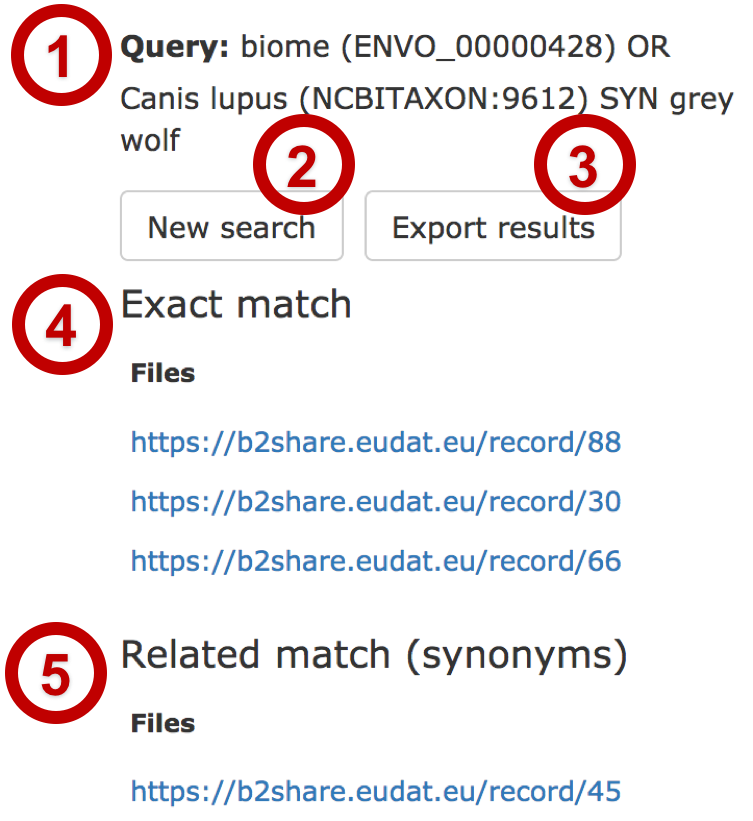 1 Query: biome (ENVO_00000428) OR
Canis lupus (NCBITAXON:9612) SYN grey
wolf
2 3
New search Export results
4 Exact match
Files
https://b2share.eudat.eu/record/88
https://b2share.eudat.eu/record/30
https://b2share.eudat.eu/record/66
5 Related match (synonyms)
Files
https://b2share.eudat.eu/record/45